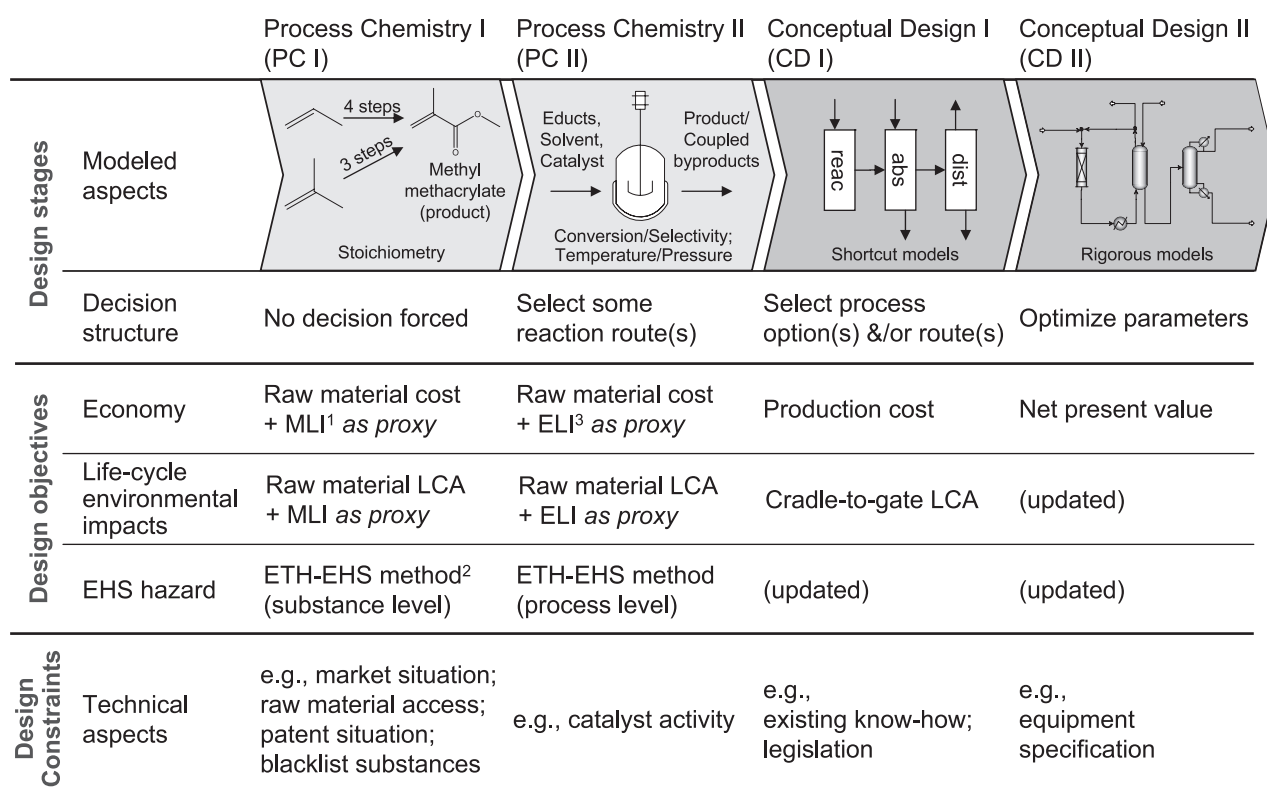 Process Chemistry I
(PC I)
Process Chemistry II
(PC II)
Conceptual Design I
(CD I)
Conceptual Design II
(CD II)
Design stages
Modeled
aspects
4 steps
3 steps
O
O
Methyl
methacrylate
(product)
Stoichiometry
Educts,
Solvent,
Catalyst
Product/
Coupled
byproducts
Conversion/Selectivity;
Temperature/Pressure
reac
abs
dist
Shortcut models
Rigorous models
Decision
structure
No decision forced
Select some
reaction route(s)
Select process
option(s) &/or route(s)
Optimize parameters
Design objectives
Economy
Raw material cost
+ MLI¹ as proxy
Raw material cost
+ ELI³ as proxy
Production cost
Net present value
Life-cycle
environmental
impacts
Raw material LCA
+ MLI as proxy
Raw material LCA
+ ELI as proxy
Cradle-to-gate LCA
(updated)
EHS hazard
ETH-EHS method²
(substance level)
ETH-EHS method
(process level)
(updated)
(updated)
Design
Constraints
Technical
aspects
e.g., market situation;
raw material access;
patent situation;
blacklist substances
e.g., catalyst activity
e.g.,
existing know-how;
legislation
e.g.,
equipment
specification